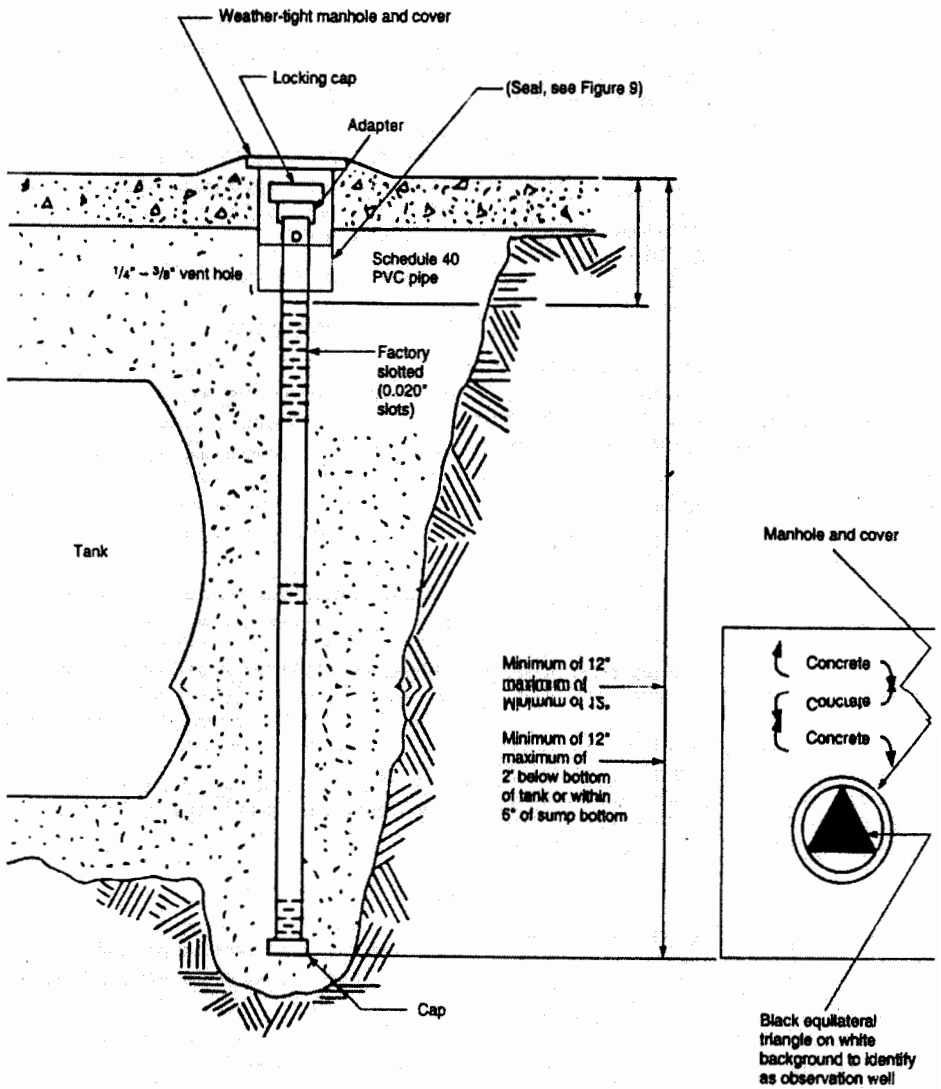 Weather-tight manhole and cover
Locking cap
(Seal, see Figure 9)
Adapter
1/4" – 3/8" vent hole
Schedule 40
PVC pipe
Factory
slotted
(0.020"
slots)
Tank
Manhole and cover
Minimum of 12"
maximum of
Minimum of 12"
Minimum of 12"
maximum of
2' below bottom
of tank or within
6" of sump bottom
Concrete
Concrete
Concrete
Cap
Black equilateral
triangle on white
background to identify
as observation well